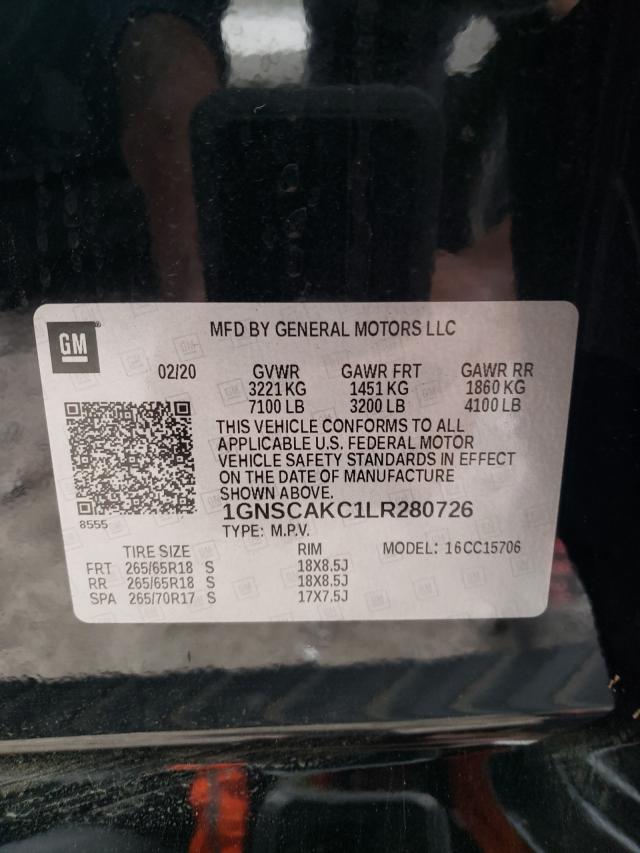 GM
MFD BY GENERAL MOTORS LLC
02/20 GVWR GAWR FRT GAWR RR
3221 KG 1451 KG 1860 KG
7100 LB 3200 LB 4100 LB
THIS VEHICLE CONFORMS TO ALL
APPLICABLE U.S. FEDERAL MOTOR
VEHICLE SAFETY STANDARDS IN EFFECT
ON THE DATE OF MANUFACTURE
SHOWN ABOVE.
8555
1GNSCAKC1LR280726
TYPE: M.P.V.
TIRE SIZE RIM MODEL: 16CC15706
FRT 265/65R18 S 18X8.5J
RR 265/65R18 S 18X8.5J
SPA 265/70R17 S 17X7.5J